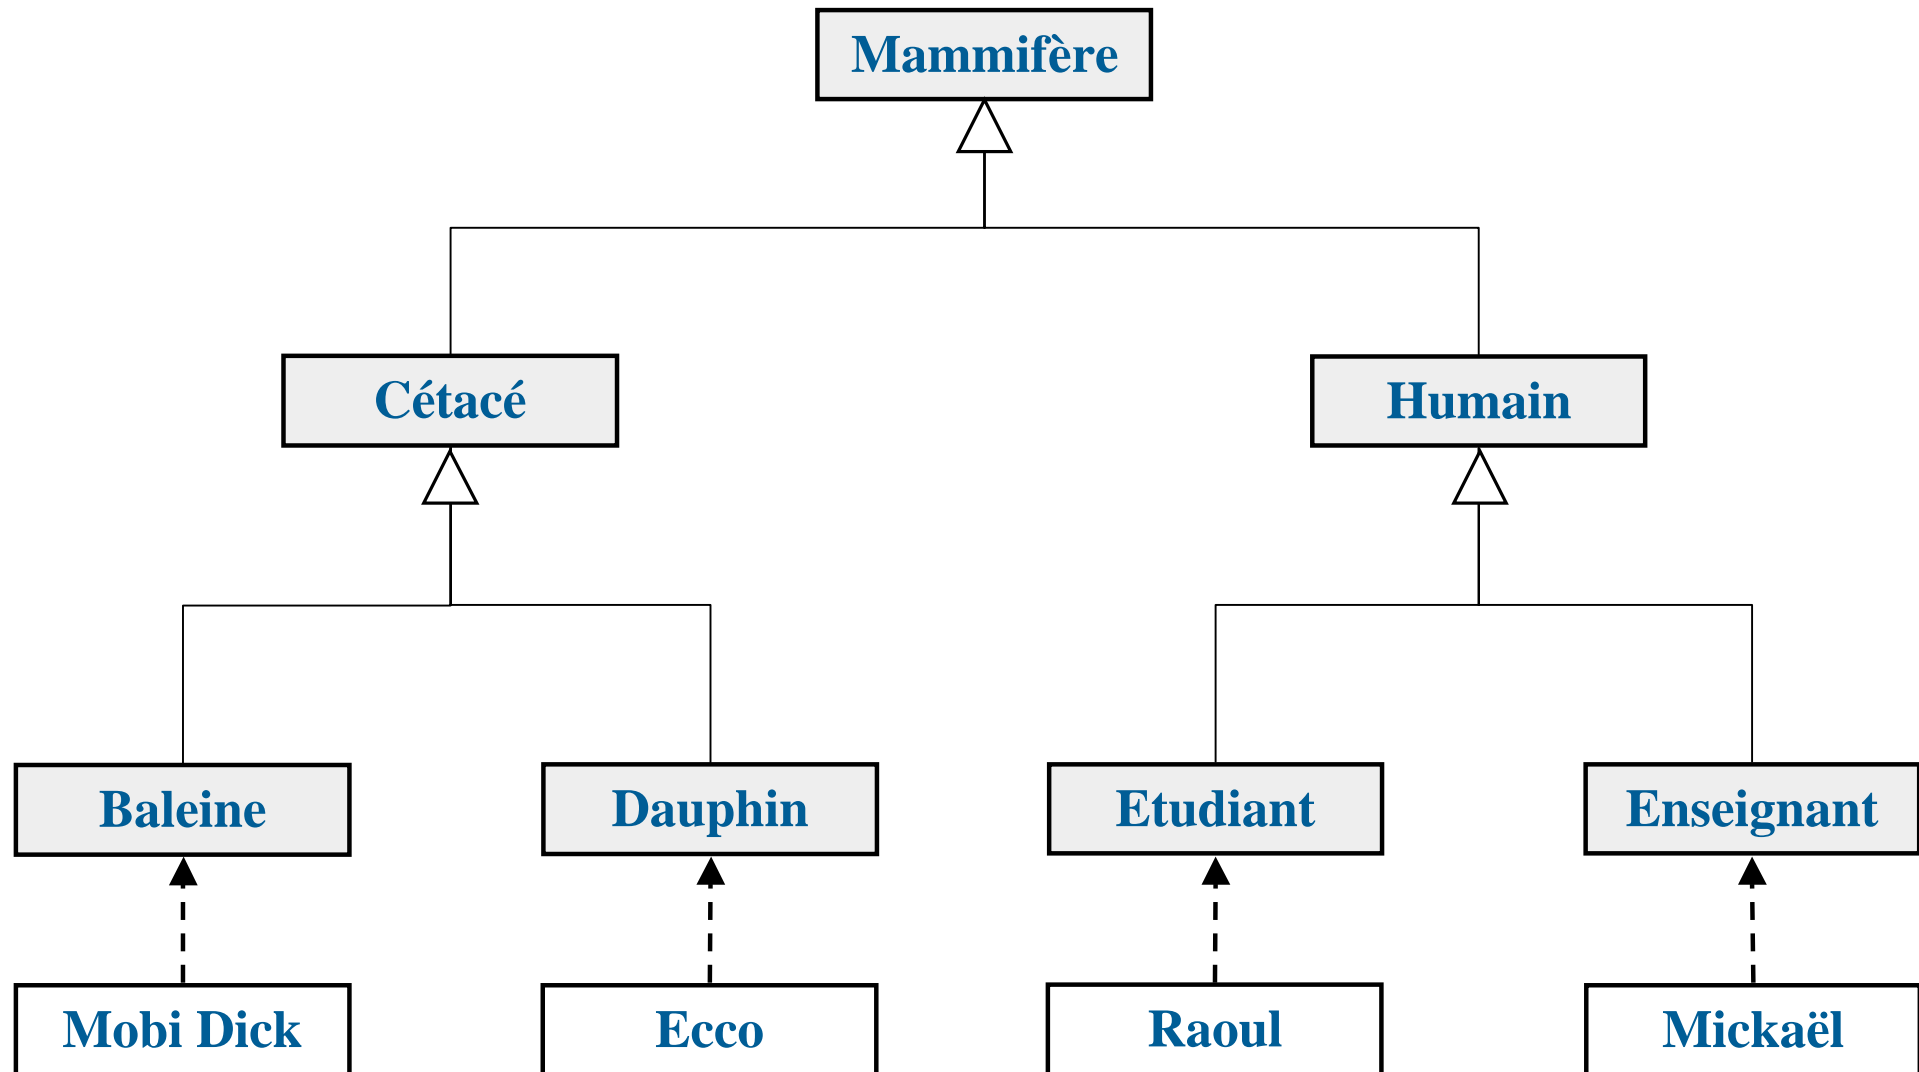 Mammifère
Cétacé
Humain
Baleine
Dauphin
Etudiant
Enseignant
Mobi Dick
Ecco
Raoul
Mickaël